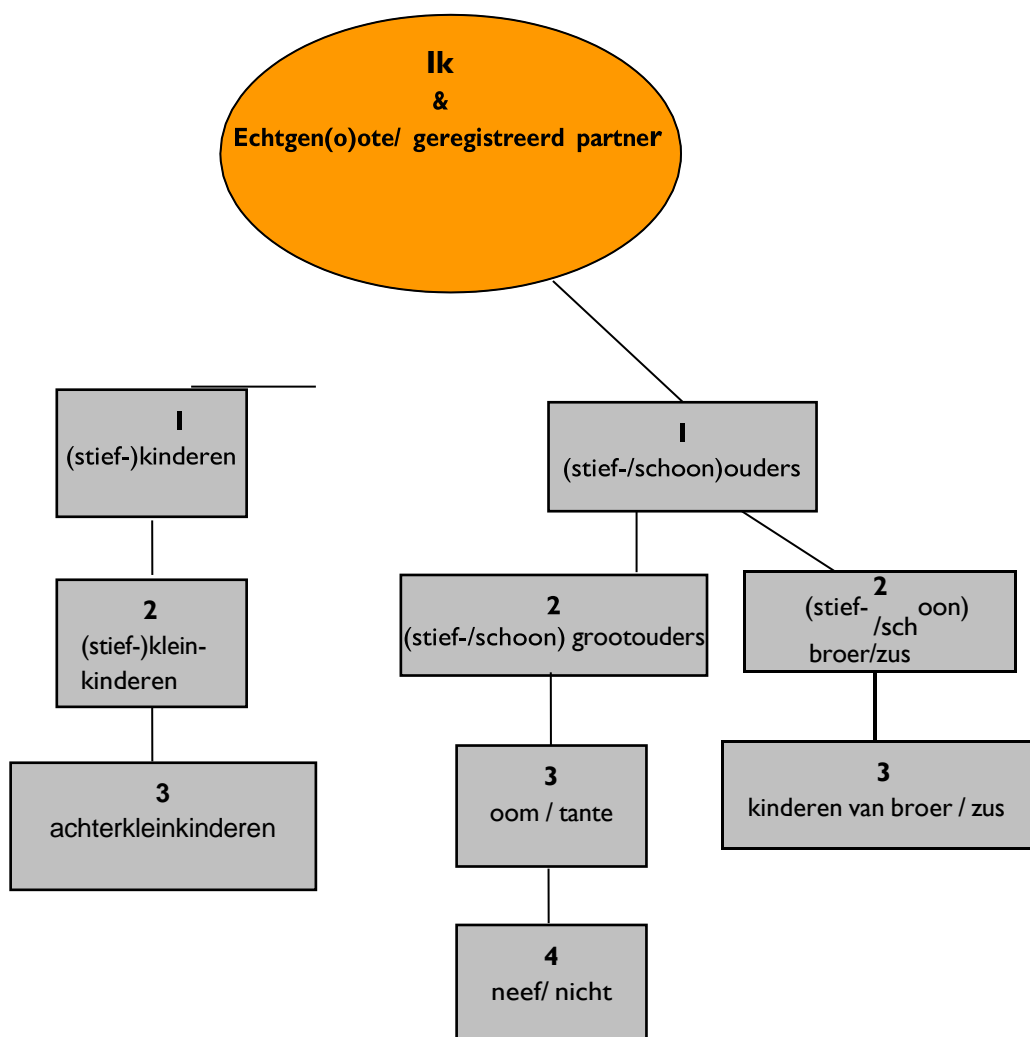 Ik
&
Echtgen(o)ote/ geregistreerd partner
1
(stief-)kinderen
1
(stief-/schoon)ouders
2
(stief-)klein-
kinderen
2
(stief-/schoon) grootouders
2
(stief-/schoon)
broer/zus
3
achterkleinkinderen
3
oom / tante
3
kinderen van broer / zus
4
neef/ nicht